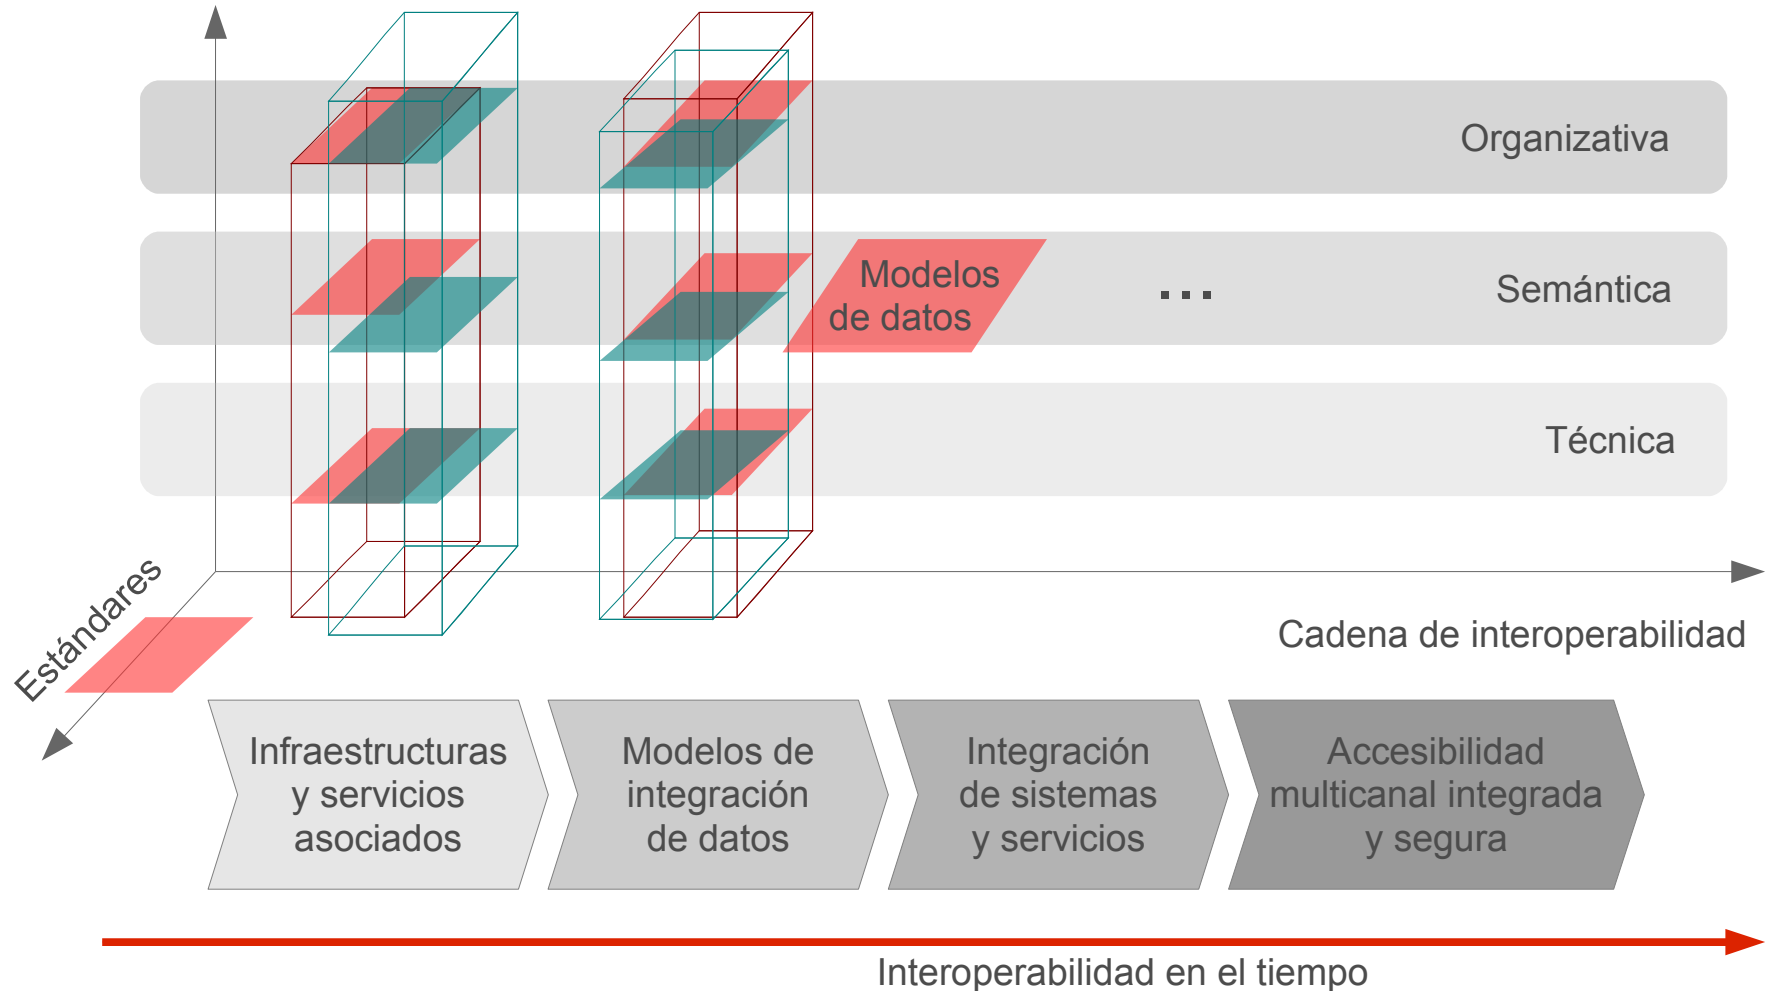 Organizativa
Modelos
de datos
...
Semántica
Técnica
Estándares
Cadena de interoperabilidad
Infraestructuras
y servicios
asociados
Modelos de
integración
de datos
Integración
de sistemas
y servicios
Accesibilidad
multicanal integrada
y segura
Interoperabilidad en el tiempo